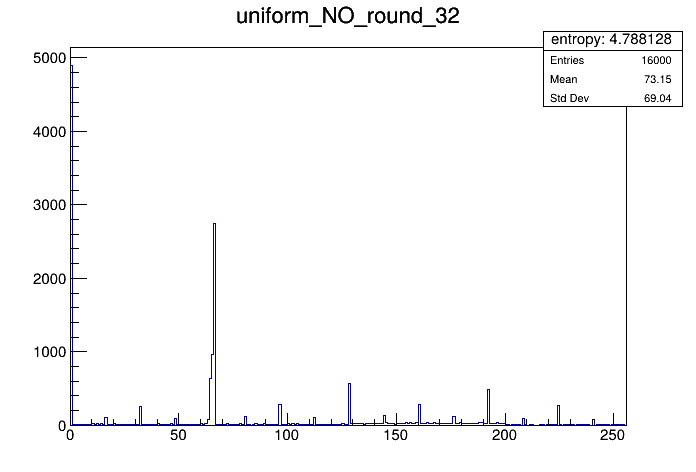 uniform_NO_round_32
entropy: 4.788128
Entries 16000
Mean 73.15
Std Dev 69.04
5000
4000
3000
2000
1000
0
0 50 100 150 200 250